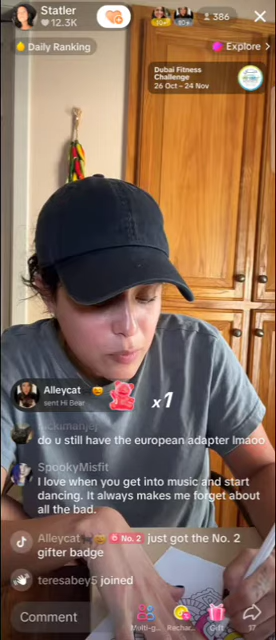 Statler
12.3K
386
Daily Ranking
Explore
Dubai Fitness
Challenge
26 Oct - 24 Nov
Alleycat
sent Hi Bear
x1
do u still have the european adapter lmaoo
SpookyMisfit
I love when you get into music and start
dancing. It always makes me forget about
all the bad.
Alleycat No. 2 just got the No. 2
gifter badge
teresabey5 joined
Comment
Multi-g...
Rechar...
Gift
37